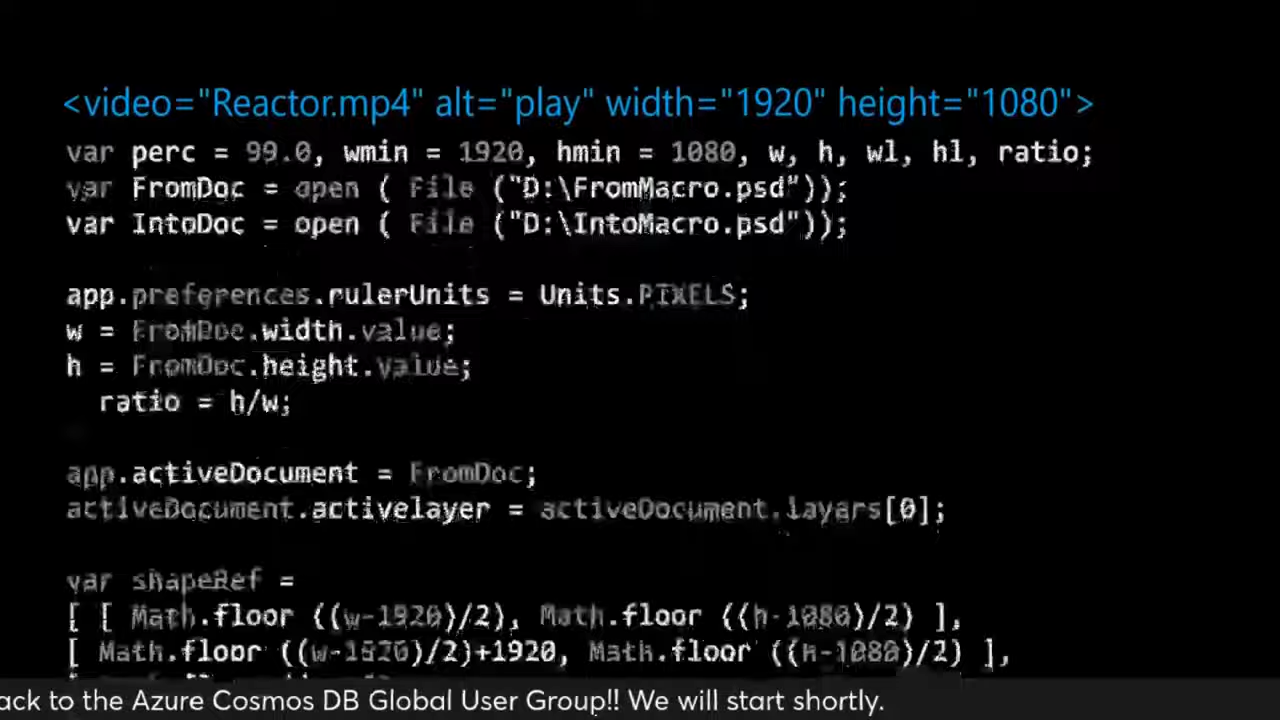 <video="Reactor.mp4" alt="play" width="1920" height="1080">
var perc = 99.0, wmin = 1920, hmin = 1080, w, h, wl, hl, ratio;
var FromDoc = open ( File ("D:\FromMacro.psd"));
var IntoDoc = open ( File ("D:\IntoMacro.psd"));
app.preferences.rulerUnits = Units.PIXELS;
w = FromDoc.width.value;
h = FromDoc.height.value;
ratio = h/w;
app.activeDocument = FromDoc;
activeDocument.activelayer = activeDocument.layers[0];
var shapeRef =
[ [ Math.floor ((w-1920)/2), Math.floor ((h-1080)/2) ],
[ Math.floor ((w-1920)/2)+1920, Math.floor ((h-1080)/2) ],
ack to the Azure Cosmos DB Global User Group!! We will start shortly.